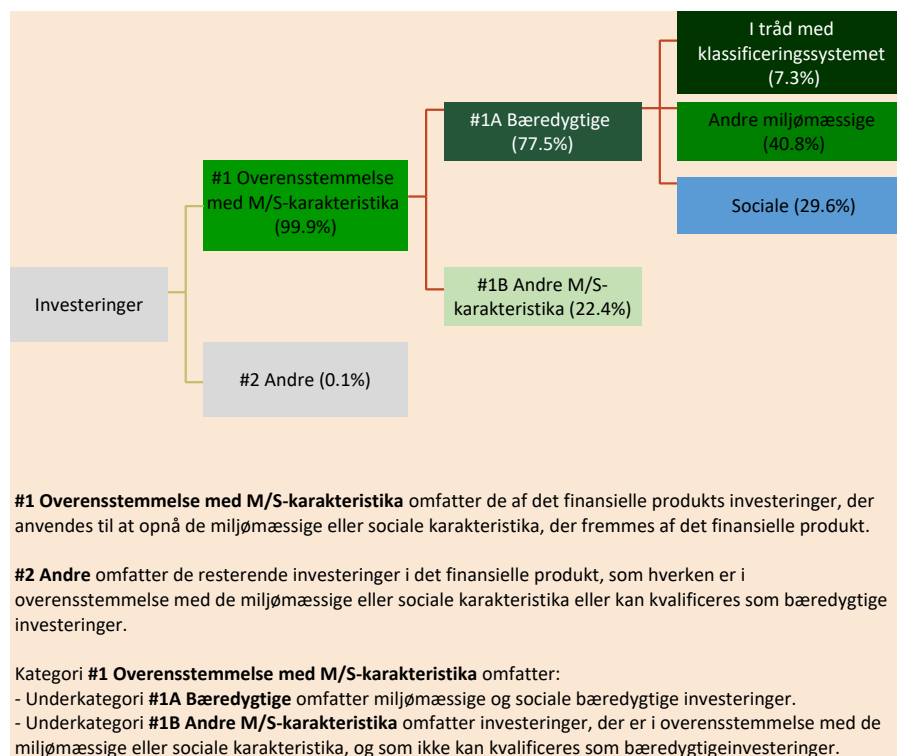 I tråd med
klassificeringssystemet
(7.3%)
#1A Bæredygtige
(77.5%)
Andre miljømæssige
(40.8%)
#1 Overensstemmelse
med M/S-karakteristika
(99.9%)
Sociale (29.6%)
Investeringer
#1B Andre M/S-
karakteristika (22.4%)
#2 Andre (0.1%)
#1 Overensstemmelse med M/S-karakteristika omfatter de af det finansielle produkts investeringer, der
anvendes til at opnå de miljømæssige eller sociale karakteristika, der fremmes af det finansielle produkt.
#2 Andre omfatter de resterende investeringer i det finansielle produkt, som hverken er i
overensstemmelse med de miljømæssige eller sociale karakteristika eller kan kvalificeres som bæredygtige
investeringer.
Kategori #1 Overensstemmelse med M/S-karakteristika omfatter:
- Underkategori #1A Bæredygtige omfatter miljømæssige og sociale bæredygtige investeringer.
- Underkategori #1B Andre M/S-karakteristika omfatter investeringer, der er i overensstemmelse med de
miljømæssige eller sociale karakteristika, og som ikke kan kvalificeres som bæredygtigeinvesteringer.